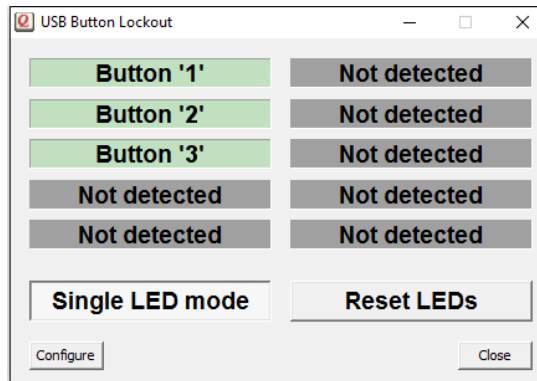 USB Button Lockout
Button '1' Not detected
Button '2' Not detected
Button '3' Not detected
Not detected Not detected
Not detected Not detected
Single LED mode Reset LEDs
Configure Close